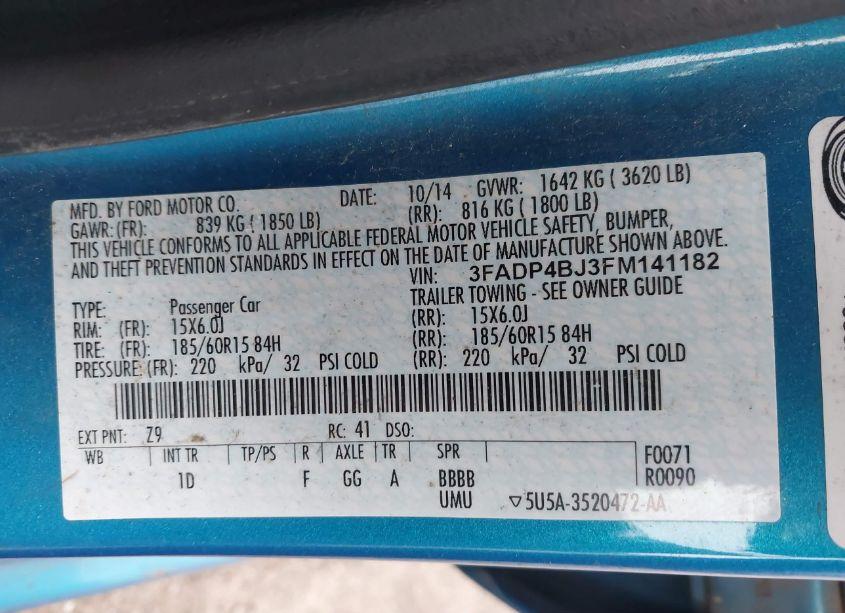 MFD. BY FORD MOTOR CO. DATE: 10/14 GVWR: 1642 KG ( 3620 LB)
GAWR: (FR): 839 KG ( 1850 LB) (RR): 816 KG ( 1800 LB)
THIS VEHICLE CONFORMS TO ALL APPLICABLE FEDERAL MOTOR VEHICLE SAFETY, BUMPER,
AND THEFT PREVENTION STANDARDS IN EFFECT ON THE DATE OF MANUFACTURE SHOWN ABOVE.
VIN: 3FADP4BJ3FM141182
TYPE: Passenger Car TRAILER TOWING - SEE OWNER GUIDE
RIM: (FR): 15X6.0J (RR): 15X6.0J
TIRE: (FR): 185/60R15 84H (RR): 185/60R15 84H
PRESSURE: (FR): 220 kPa/ 32 PSI COLD (RR): 220 kPa/ 32 PSI COLD
EXT PNT: Z9 RC: 41 DSO:
WB INT TR TP/PS R AXLE TR SPR F0071
1D F GG A BBBB R0090
UMU ▽5U5A-3520472-AA